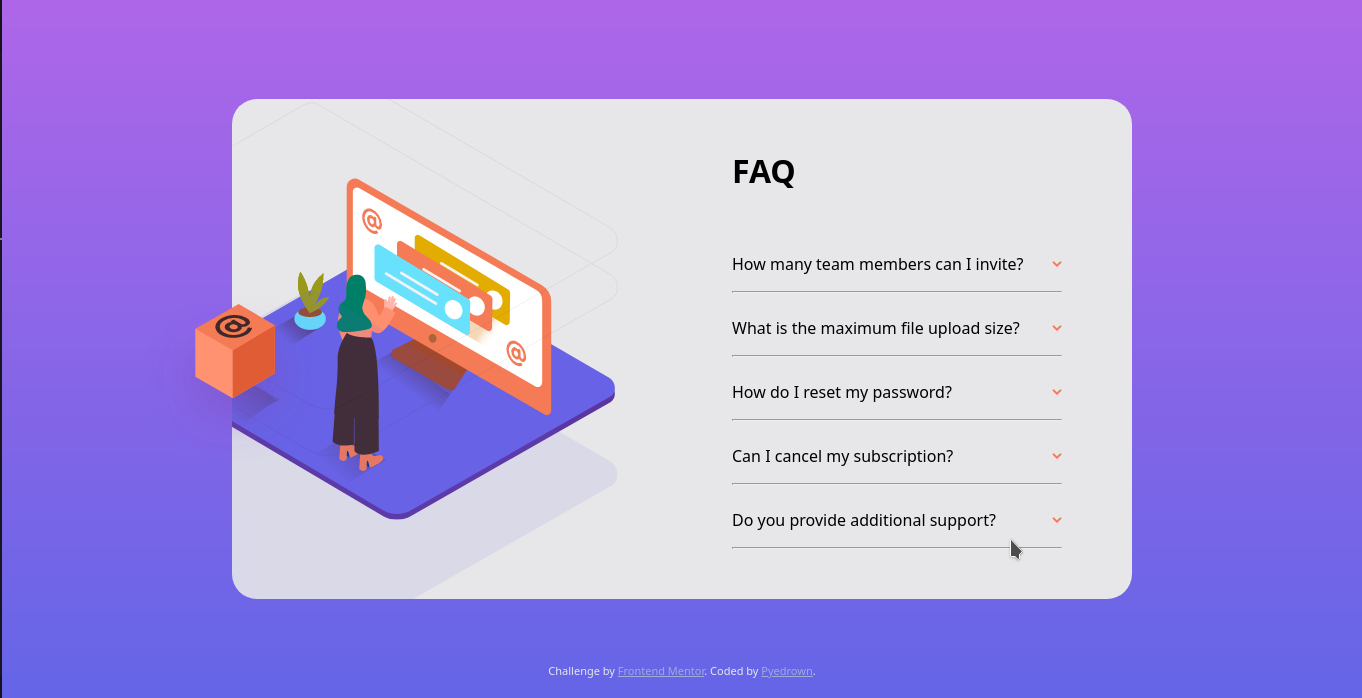 FAQ
How many team members can I invite?
What is the maximum file upload size?
How do I reset my password?
Can I cancel my subscription?
Do you provide additional support?
@
@
@
Challenge by Frontend Mentor. Coded by Pyedrown.